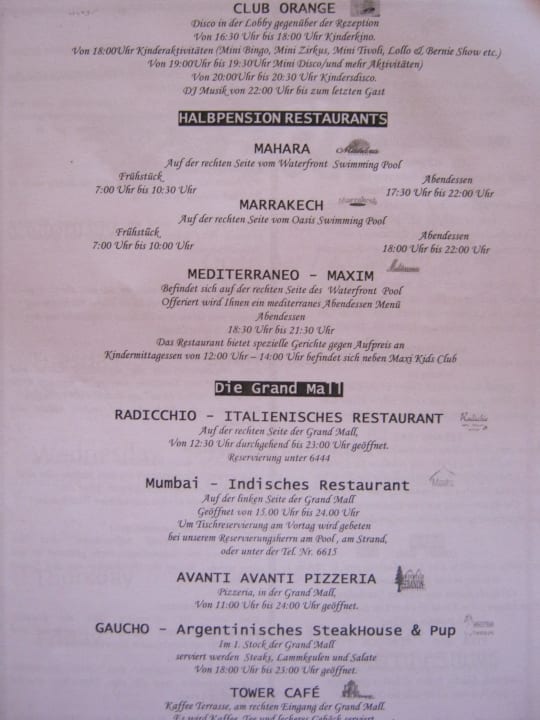 CLUB ORANGE
Disco in der Lobby gegenüber der Rezeption
Von 16:30 Uhr bis 18:00 Uhr Kinderkino.
Von 18:00Uhr Kinderaktivitäten (Mini Bingo, Mini Zirkus, Mini Tivoli, Lollo & Bernie Show etc.)
Von 19:00Uhr bis 19:30Uhr Mini Disco/und mehr Aktivitäten)
Von 20:00Uhr bis 20:30 Uhr Kindersdisco.
DJ Musik von 22:00 Uhr bis zum letzten Gast
HALBPENSION RESTAURANTS
MAHARA
Auf der rechten Seite vom Waterfront Swimming Pool
Frühstück Abendessen
7:00 Uhr bis 10:30 Uhr 17:30 Uhr bis 22:00 Uhr
MARRAKECH
Auf der rechten Seite vom Oasis Swimming Pool
Frühstück Abendessen
7:00 Uhr bis 10:00 Uhr 18:00 Uhr bis 22:00 Uhr
MEDITERRANEO - MAXIM
Befindet sich auf der rechten Seite des Waterfront Pool
Offeriert wird Ihnen ein mediterranes Abendessen Menü
Abendessen
18:30 Uhr bis 21:30 Uhr
Das Restaurant bietet spezielle Gerichte gegen Aufpreis an
Kindermittagessen von 12:00 Uhr – 14:00 Uhr befindet sich neben Maxi Kids Club
Die Grand Mall
RADICCHIO - ITALIENISCHES RESTAURANT
Auf der rechten Seite der Grand Mall,
Von 12:30 Uhr durchgehend bis 23:00 Uhr geöffnet.
Reservierung unter 6444
Mumbai - Indisches Restaurant
Auf der linken Seite der Grand Mall
Geöffnet von 15.00 Uhr bis 24.00 Uhr
Um Tischreservierung am Vortag wird gebeten
bei unserem Reservierungsherrn am Pool , am Strand,
oder unter der Tel. Nr. 6615
AVANTI AVANTI PIZZERIA
Pizzeria, in der Grand Mall,
Von 11:00 Uhr bis 24:00 Uhr geöffnet.
GAUCHO - Argentinisches SteakHouse & Pup
Im 1. Stock der Grand Mall
serviert werden Steaks, Lammkeulen und Salate
Von 18:00 Uhr bis 23:00 Uhr geöffnet.
TOWER CAFÉ
Kaffee Terrasse, am rechten Eingang der Grand Mall.
Es wird Kaffee, Tee und leckeres Gebäck serviert